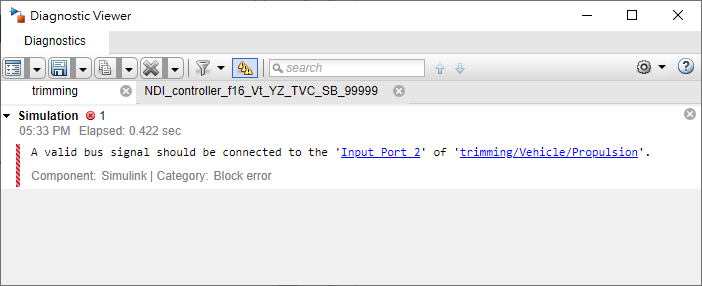 Diagnostic Viewer
Diagnostics
search
trimming
NDI_controller_f16_Vt_YZ_TVC_SB_99999
Simulation 1
05:33 PM Elapsed: 0.422 sec
A valid bus signal should be connected to the 'Input Port 2' of 'trimming/Vehicle/Propulsion'.
Component: Simulink | Category: Block error